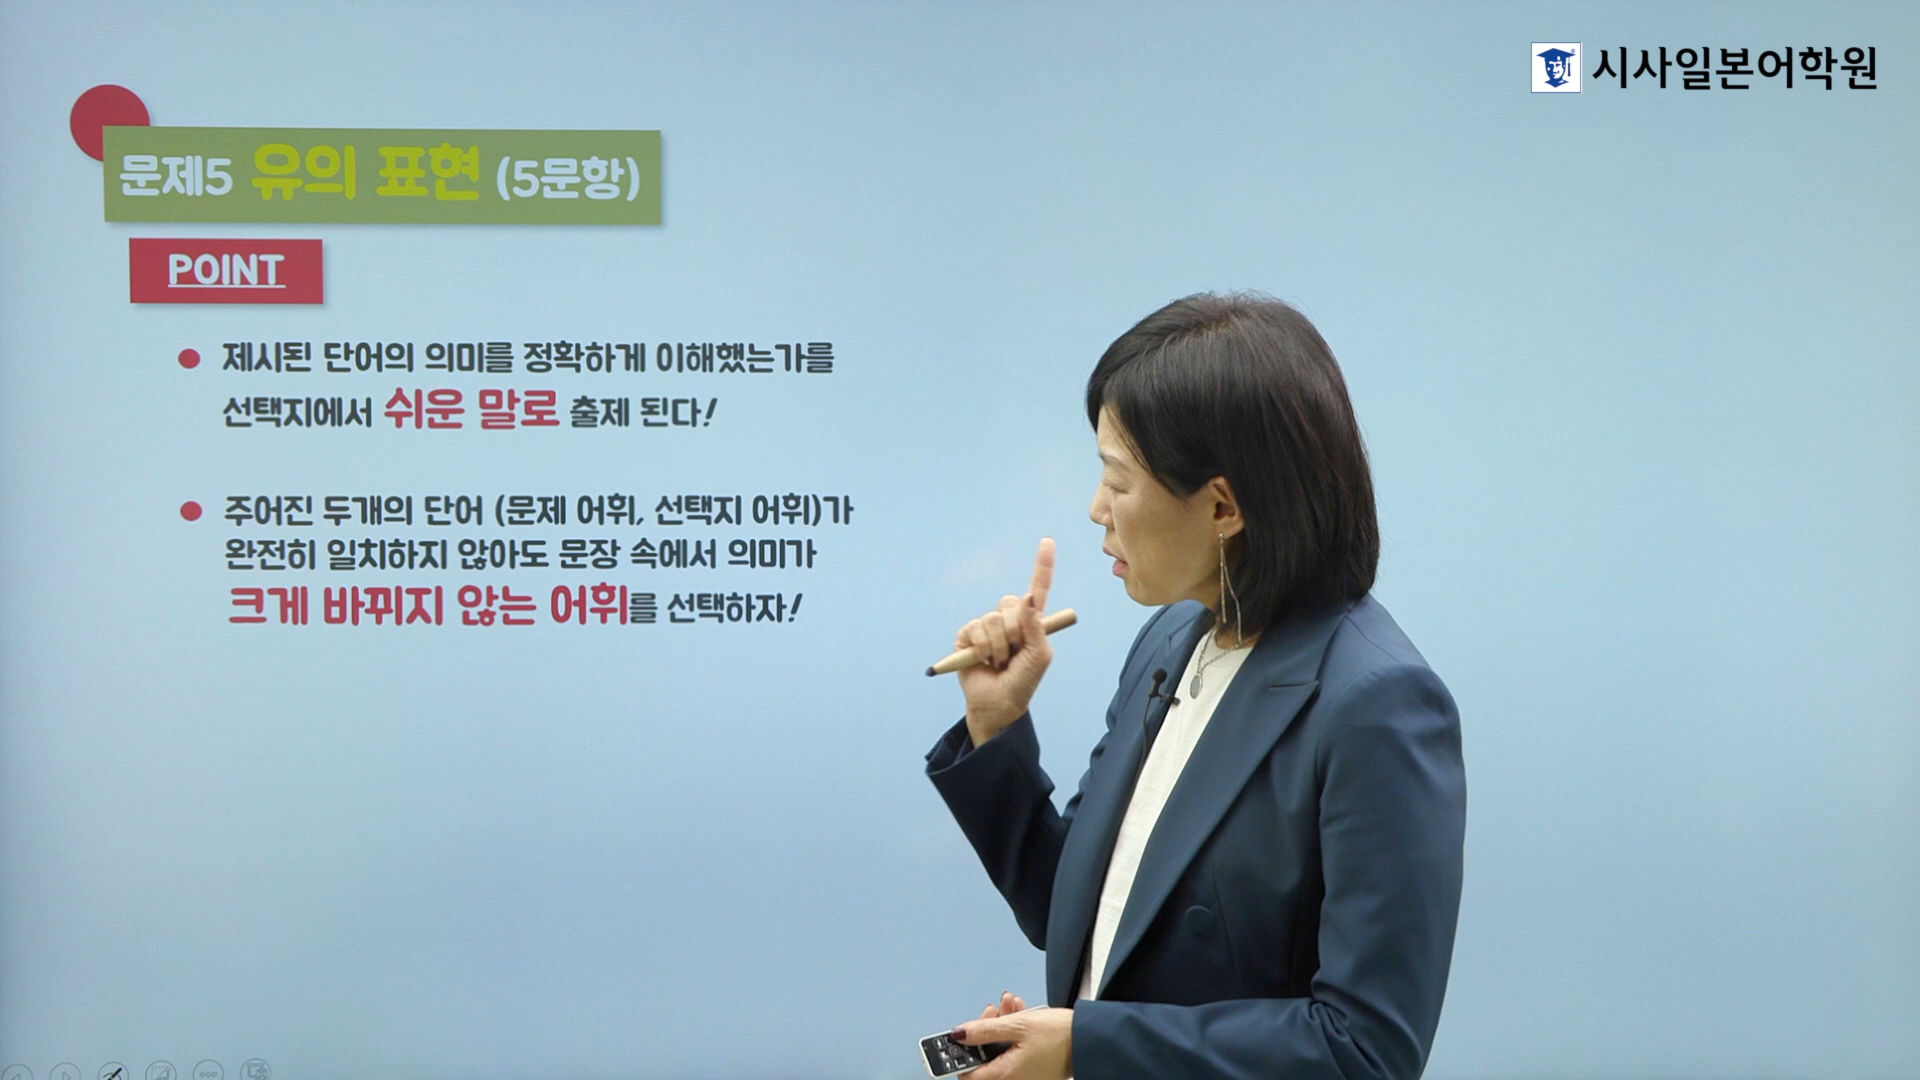 시사일본어학원
문제5 유의 표현 (5문항)
POINT
제시된 단어의 의미를 정확하게 이해했는가를
선택지에서 쉬운 말로 출제 된다!
주어진 두개의 단어 (문제 어휘, 선택지 어휘)가
완전히 일치하지 않아도 문장 속에서 의미가
크게 바뀌지 않는 어휘를 선택하자!